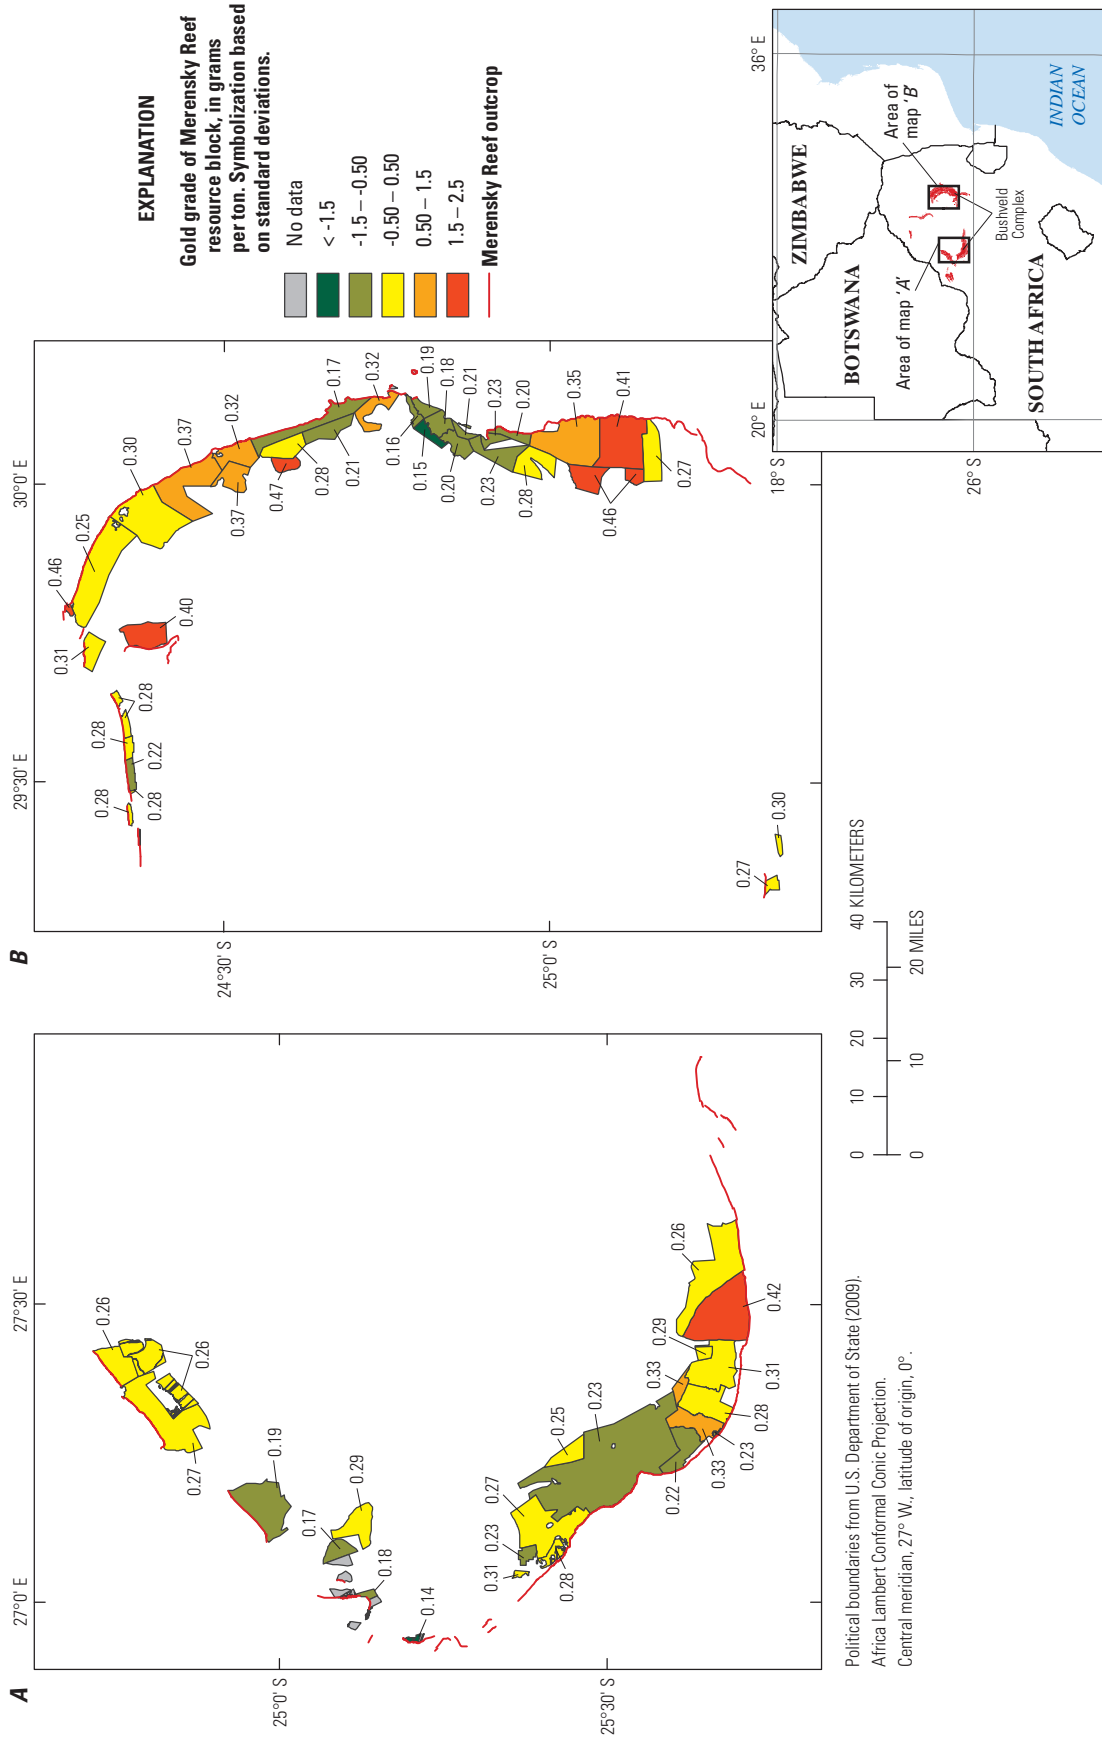 A
27°0' E
27°30' E
25°0' S
25°30' S
0.26
0.26
0.27
0.19
0.29
0.17
0.18
0.14
0.31
0.23
0.27
0.28
0.25
0.23
0.22
0.33
0.23
0.28
0.33
0.29
0.31
0.42
0.26
B
29°30' E
30°0' E
24°30' S
25°0' S
0.28
0.28
0.22
0.28
0.28
0.31
0.46
0.40
0.25
0.30
0.37
0.32
0.37
0.47
0.28
0.21
0.17
0.32
0.16
0.15
0.19
0.18
0.21
0.20
0.23
0.23
0.20
0.28
0.35
0.41
0.46
0.27
0.27
0.30
EXPLANATION
Gold grade of Merensky Reef
resource block, in grams
per ton. Symbolization based
on standard deviations.
No data
< -1.5
-1.5 – -0.50
-0.50 – 0.50
0.50 – 1.5
1.5 – 2.5
Merensky Reef outcrop
20° E
36° E
18° S
26° S
ZIMBABWE
BOTSWANA
SOUTH AFRICA
Area of map 'A'
Area of
map 'B'
Bushveld
Complex
INDIAN
OCEAN
0 10 20 30 40 KILOMETERS
0 10 20 MILES
Political boundaries from U.S. Department of State (2009).
Africa Lambert Conformal Conic Projection.
Central meridian, 27° W., latitude of origin, 0°.